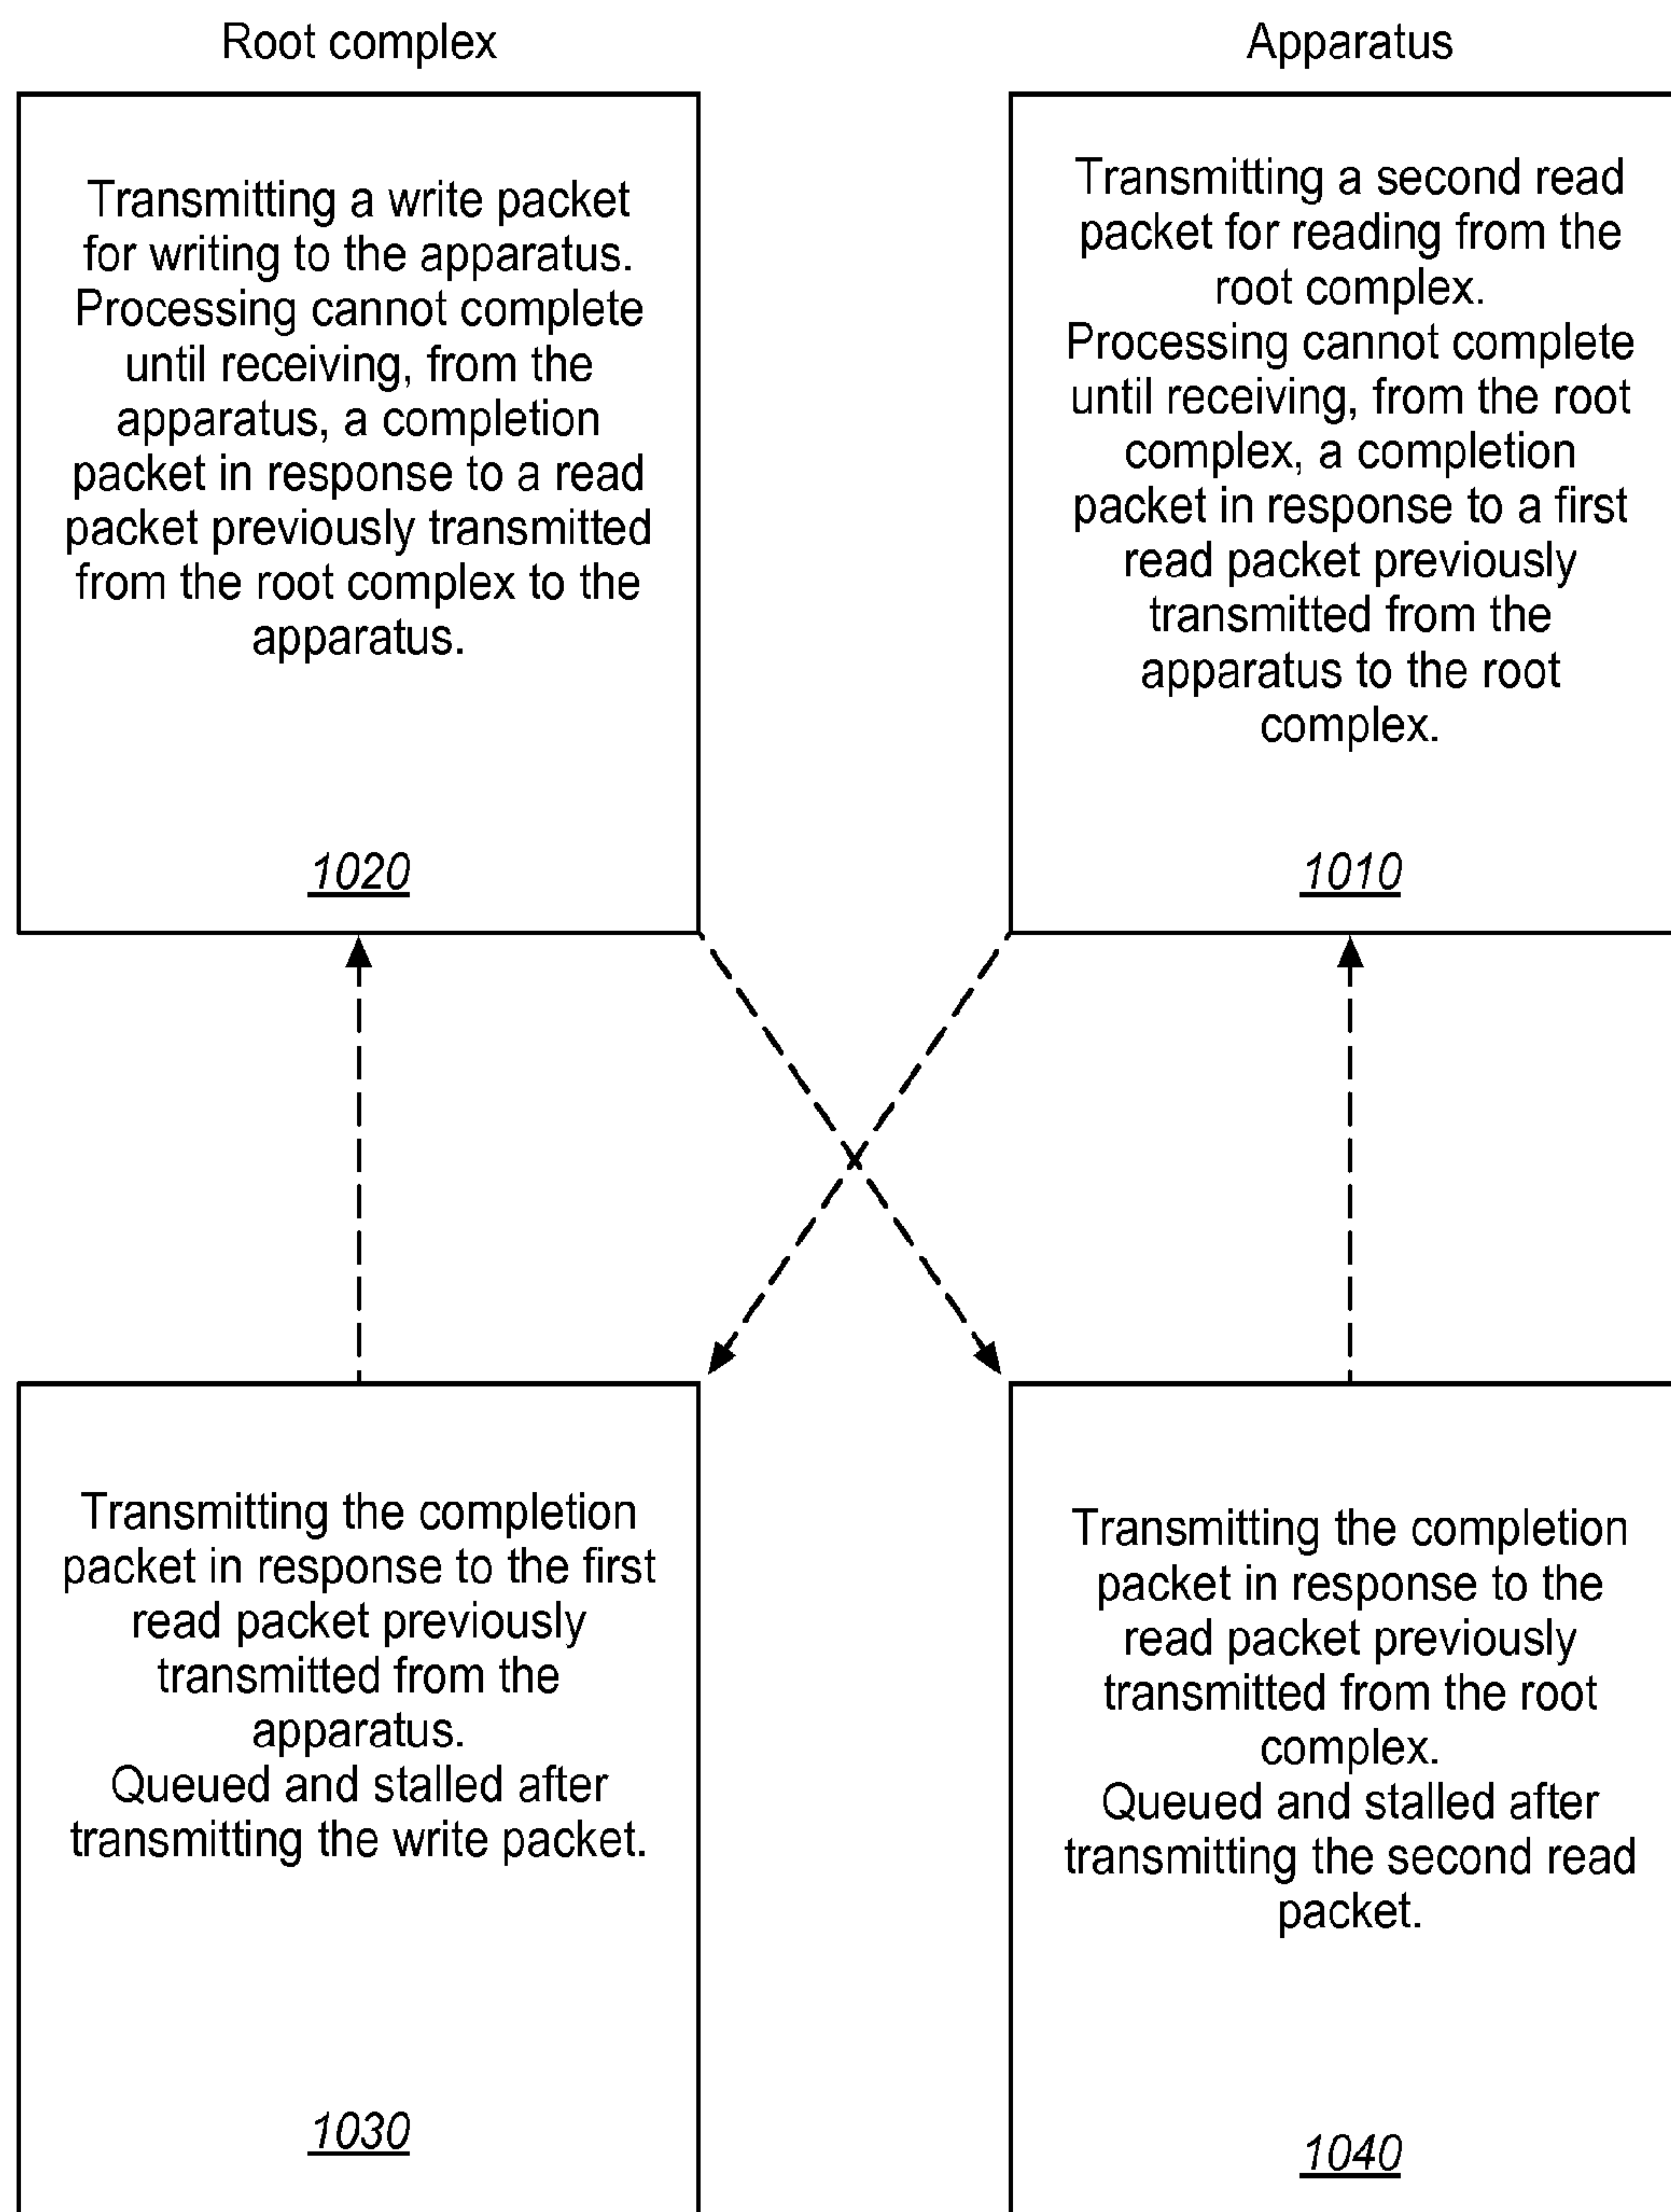 Root complex
Apparatus
Transmitting a write packet
for writing to the apparatus.
Processing cannot complete
until receiving, from the
apparatus, a completion
packet in response to a read
packet previously transmitted
from the root complex to the
apparatus.
1020
Transmitting a second read
packet for reading from the
root complex.
Processing cannot complete
until receiving, from the root
complex, a completion
packet in response to a first
read packet previously
transmitted from the
apparatus to the root
complex.
1010
Transmitting the completion
packet in response to the first
read packet previously
transmitted from the
apparatus.
Queued and stalled after
transmitting the write packet.
1030
Transmitting the completion
packet in response to the
read packet previously
transmitted from the root
complex.
Queued and stalled after
transmitting the second read
packet.
1040